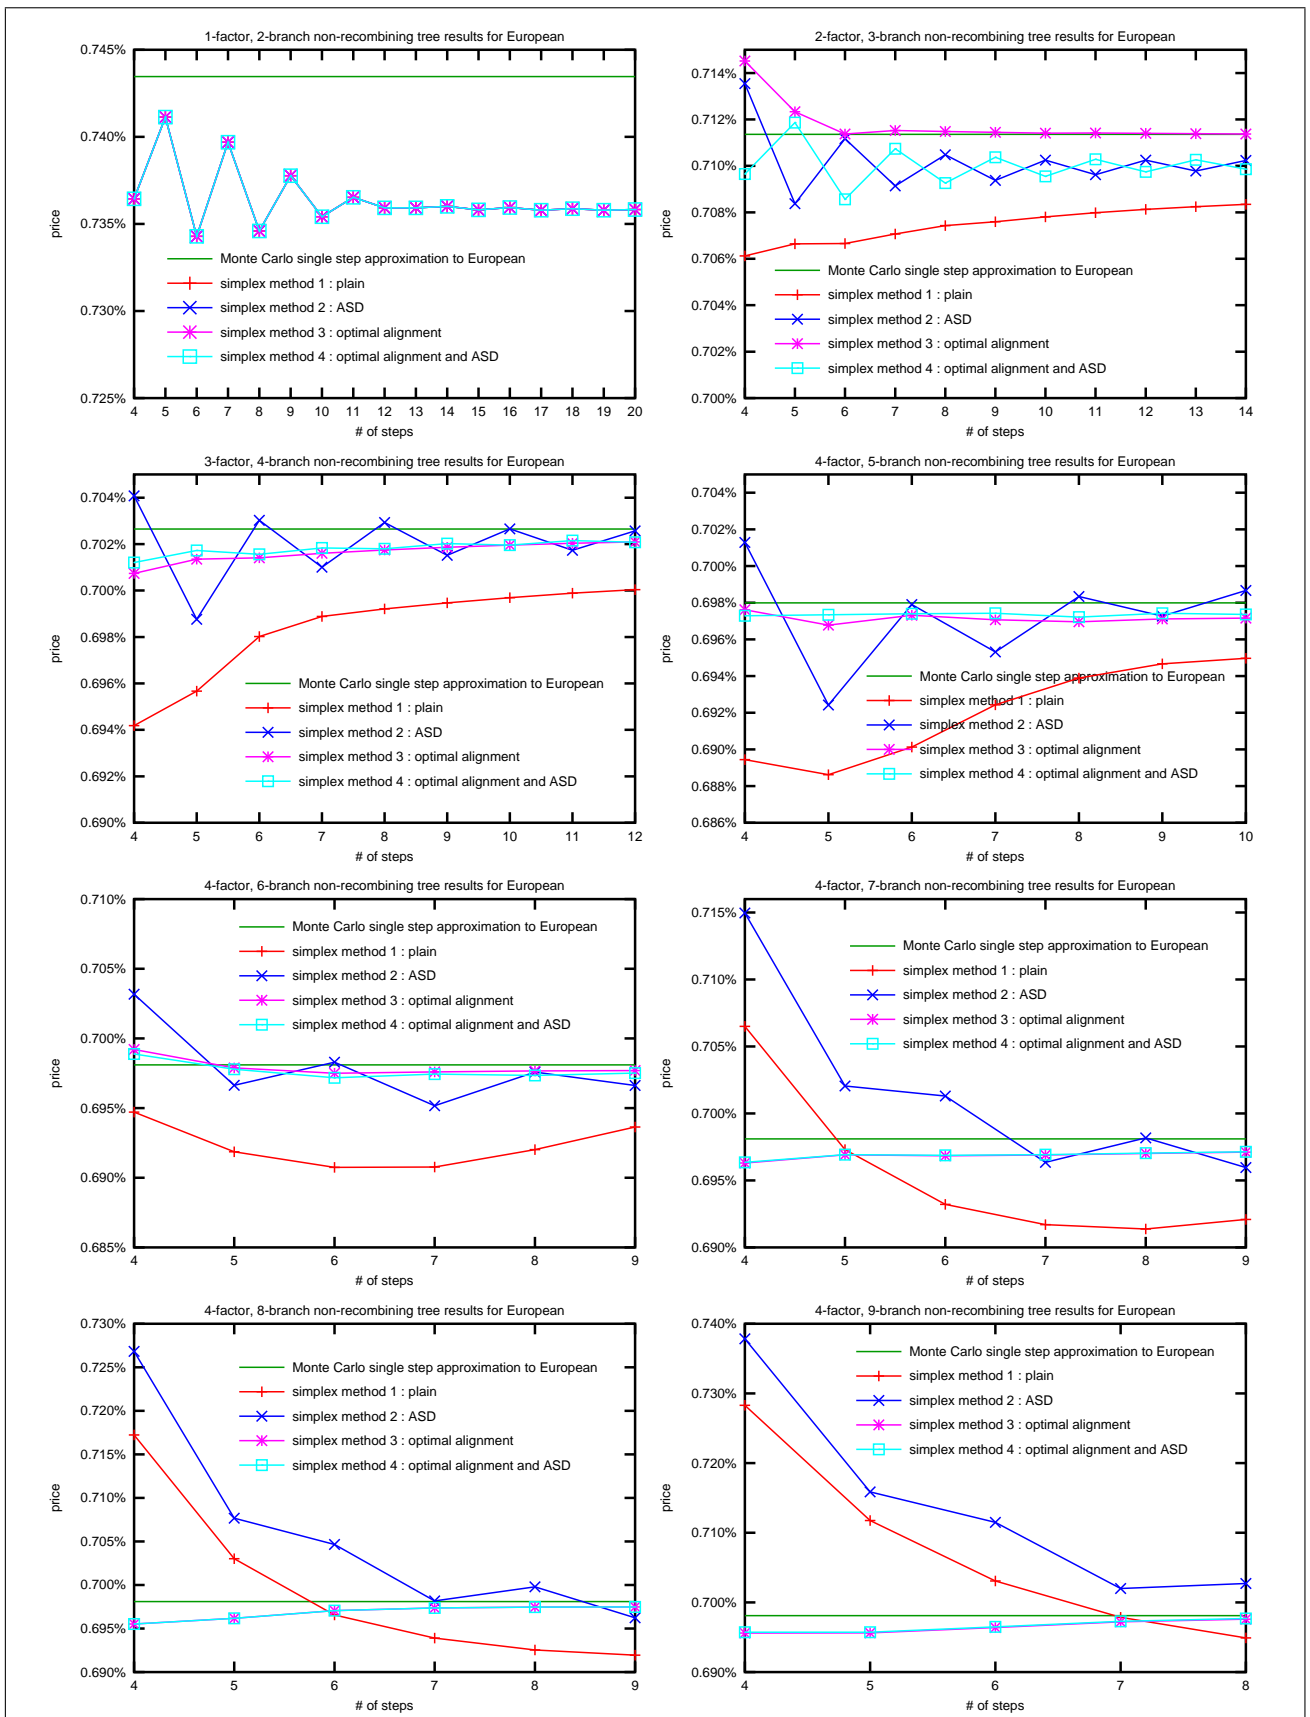 1-factor, 2-branch non-recombining tree results for European
0.745%
0.740%
0.735%
0.730%
0.725%
price
Monte Carlo single step approximation to European
simplex method 1 : plain
simplex method 2 : ASD
simplex method 3 : optimal alignment
simplex method 4 : optimal alignment and ASD
4 5 6 7 8 9 10 11 12 13 14 15 16 17 18 19 20
# of steps
2-factor, 3-branch non-recombining tree results for European
0.714%
0.712%
0.710%
0.708%
0.706%
0.704%
0.702%
0.700%
price
Monte Carlo single step approximation to European
simplex method 1 : plain
simplex method 2 : ASD
simplex method 3 : optimal alignment
simplex method 4 : optimal alignment and ASD
4 5 6 7 8 9 10 11 12 13 14
# of steps
3-factor, 4-branch non-recombining tree results for European
0.704%
0.702%
0.700%
0.698%
0.696%
0.694%
0.692%
0.690%
price
Monte Carlo single step approximation to European
simplex method 1 : plain
simplex method 2 : ASD
simplex method 3 : optimal alignment
simplex method 4 : optimal alignment and ASD
4 5 6 7 8 9 10 11 12
# of steps
4-factor, 5-branch non-recombining tree results for European
0.704%
0.702%
0.700%
0.698%
0.696%
0.694%
0.692%
0.690%
0.688%
0.686%
price
Monte Carlo single step approximation to European
simplex method 1 : plain
simplex method 2 : ASD
simplex method 3 : optimal alignment
simplex method 4 : optimal alignment and ASD
4 5 6 7 8 9 10
# of steps
4-factor, 6-branch non-recombining tree results for European
0.710%
0.705%
0.700%
0.695%
0.690%
0.685%
price
Monte Carlo single step approximation to European
simplex method 1 : plain
simplex method 2 : ASD
simplex method 3 : optimal alignment
simplex method 4 : optimal alignment and ASD
4 5 6 7 8 9
# of steps
4-factor, 7-branch non-recombining tree results for European
0.715%
0.710%
0.705%
0.700%
0.695%
0.690%
price
Monte Carlo single step approximation to European
simplex method 1 : plain
simplex method 2 : ASD
simplex method 3 : optimal alignment
simplex method 4 : optimal alignment and ASD
4 5 6 7 8 9
# of steps
4-factor, 8-branch non-recombining tree results for European
0.730%
0.725%
0.720%
0.715%
0.710%
0.705%
0.700%
0.695%
0.690%
price
Monte Carlo single step approximation to European
simplex method 1 : plain
simplex method 2 : ASD
simplex method 3 : optimal alignment
simplex method 4 : optimal alignment and ASD
4 5 6 7 8 9
# of steps
4-factor, 9-branch non-recombining tree results for European
0.740%
0.730%
0.720%
0.710%
0.700%
0.690%
price
Monte Carlo single step approximation to European
simplex method 1 : plain
simplex method 2 : ASD
simplex method 3 : optimal alignment
simplex method 4 : optimal alignment and ASD
4 5 6 7 8
# of steps